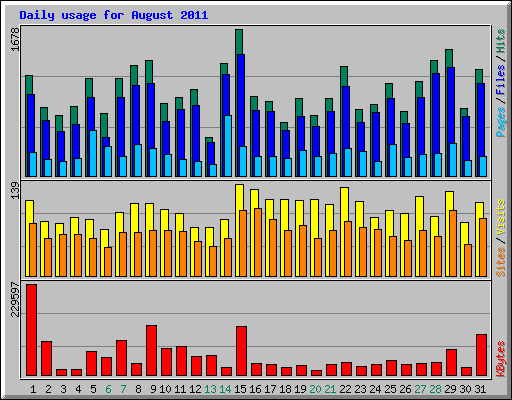 Daily usage for August 2011
1678
Pages / Files / Hits
139
Sites / Visits
229597
KBytes
1 2 3 4 5 6 7 8 9 10 11 12 13 14 15 16 17 18 19 20 21 22 23 24 25 26 27 28 29 30 31